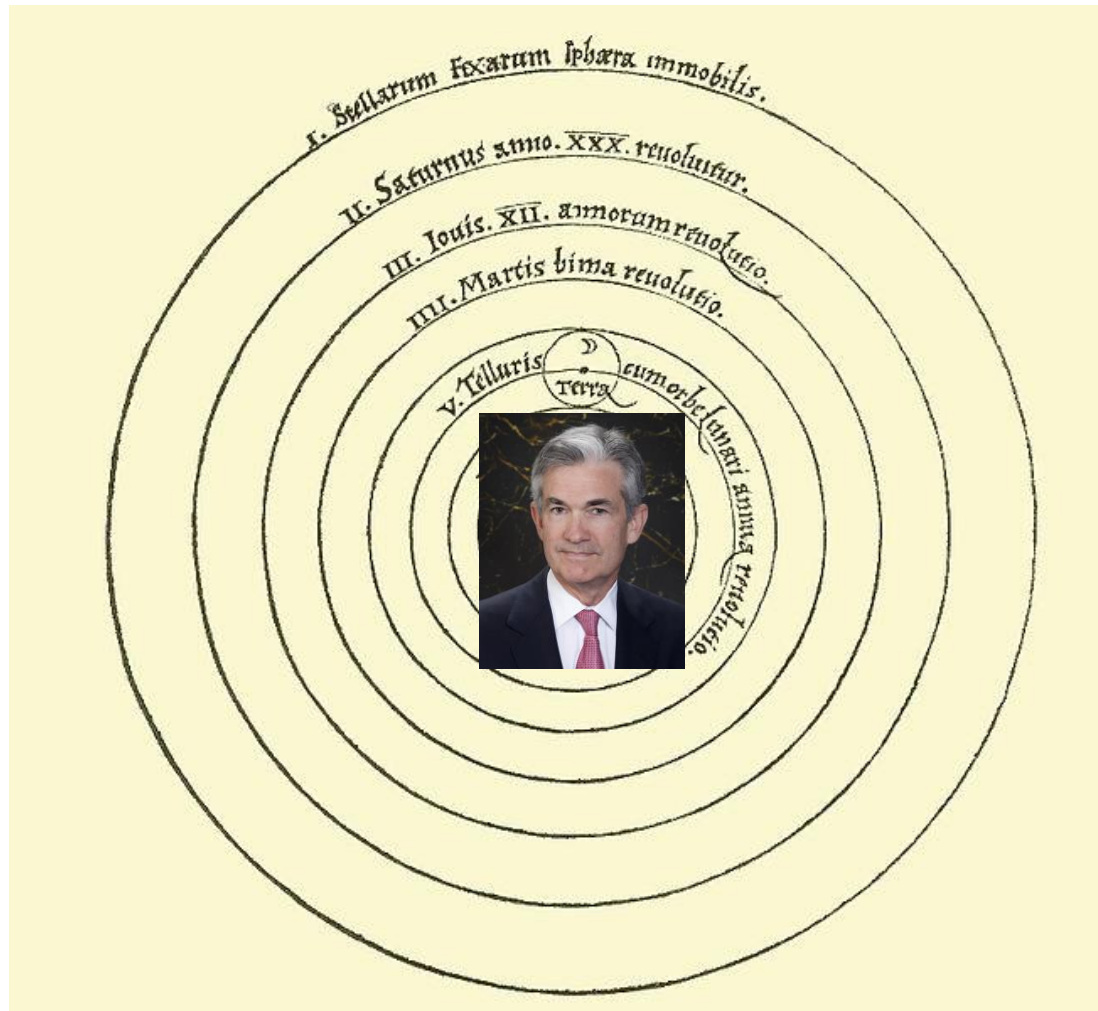 I. Stellarum Fixarum sphæra immobilis.
II. Saturnus anno. XXX. reuoluitur.
III. Iouis. XII. annorum reuolutio.
IIII. Martis bima reuolutio.
V. Telluris cum orbe lunari annua reuolutio.
Terra